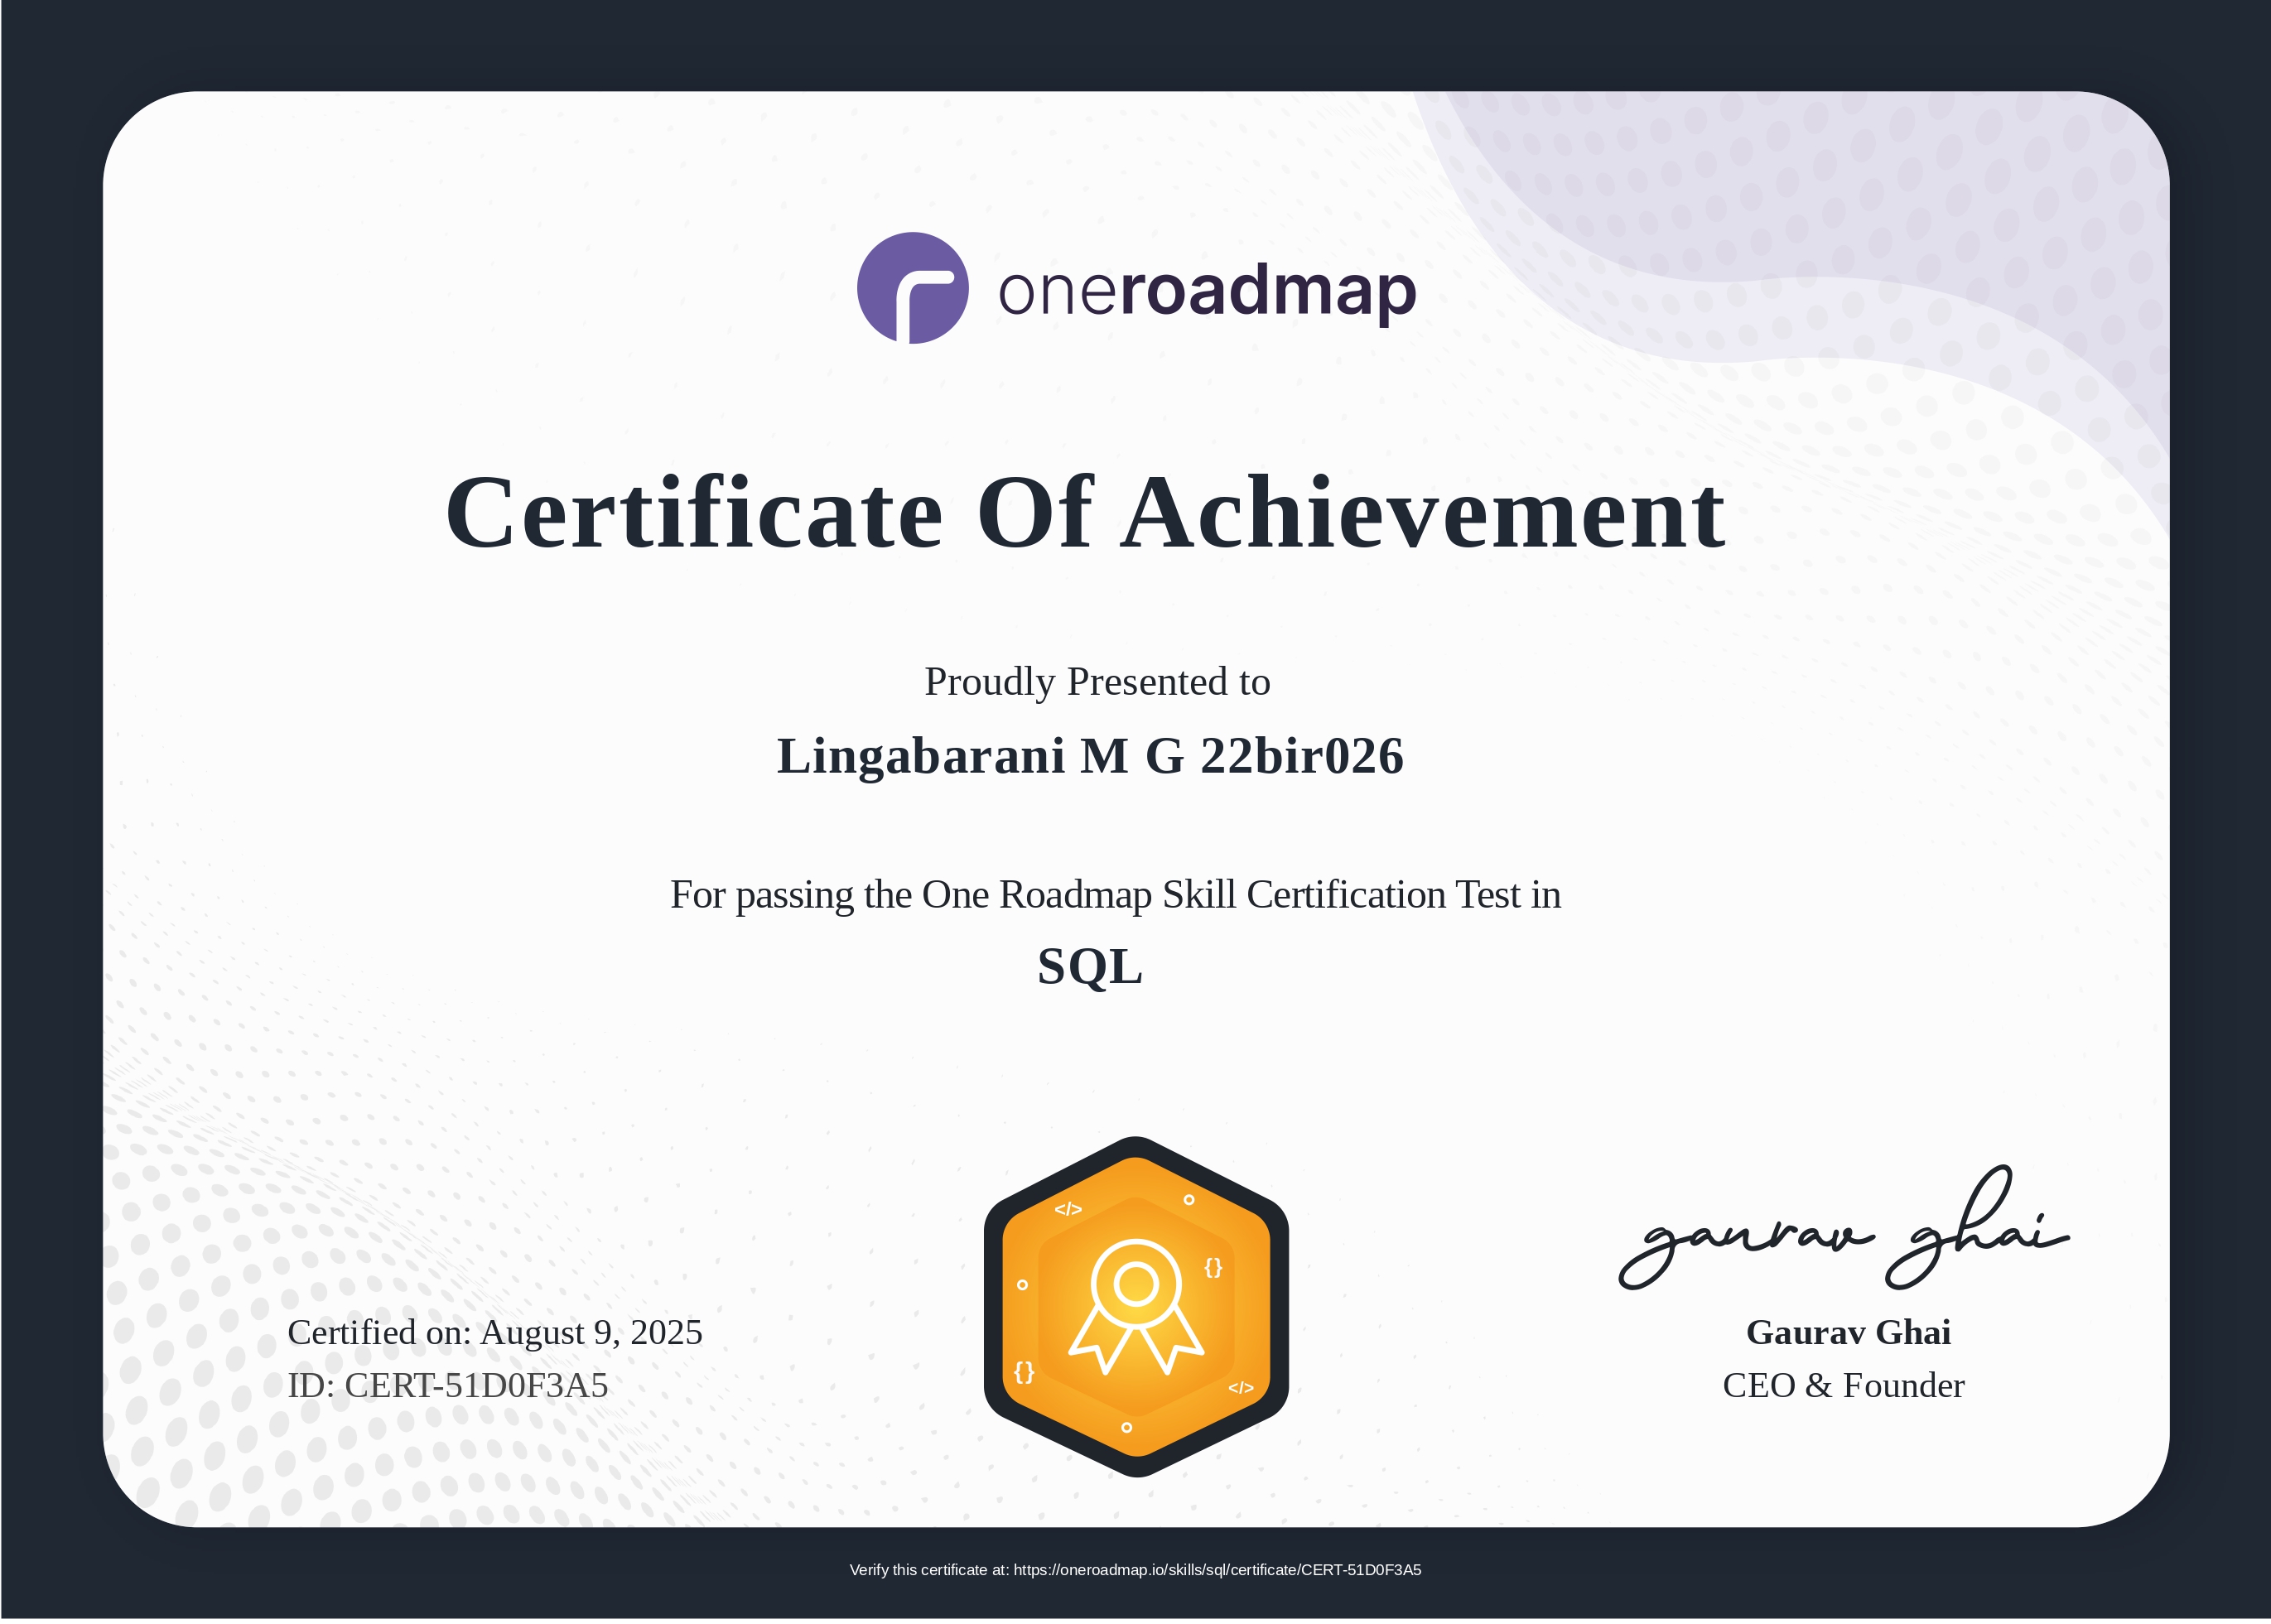 oneroadmap
Certificate Of Achievement
Proudly Presented to
Lingabarani M G 22bir026
For passing the One Roadmap Skill Certification Test in
SQL
</>
{}
{}
</>
gaurav ghai
Certified on: August 9, 2025
ID: CERT-51D0F3A5
Gaurav Ghai
CEO & Founder
Verify this certificate at: https://oneroadmap.io/skills/sql/certificate/CERT-51D0F3A5